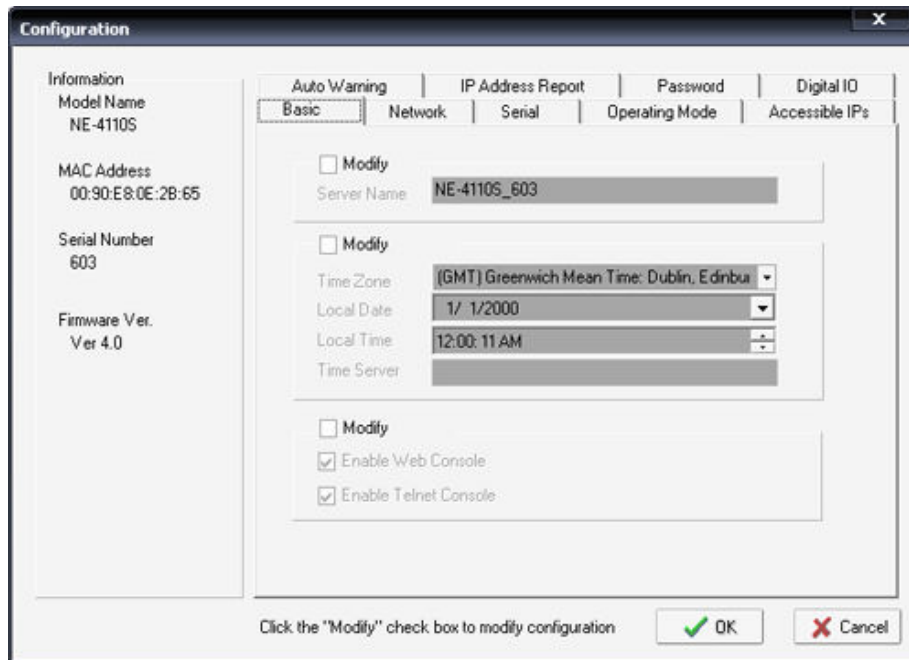 Configuration
x
Information
Model Name
NE-4110S
MAC Address
00:90:E8:0E:2B:65
Serial Number
603
Firmware Ver.
Ver 4.0
Auto Warning
IP Address Report
Password
Digital IO
Basic
Network
Serial
Operating Mode
Accessible IPs
Modify
Server Name
NE-4110S_603
Modify
Time Zone
(GMT) Greenwich Mean Time: Dublin, Edinbur
Local Date
1/ 1/2000
Local Time
12:00:11 AM
Time Server
Modify
Enable Web Console
Enable Telnet Console
Click the "Modify" check box to modify configuration
OK
Cancel